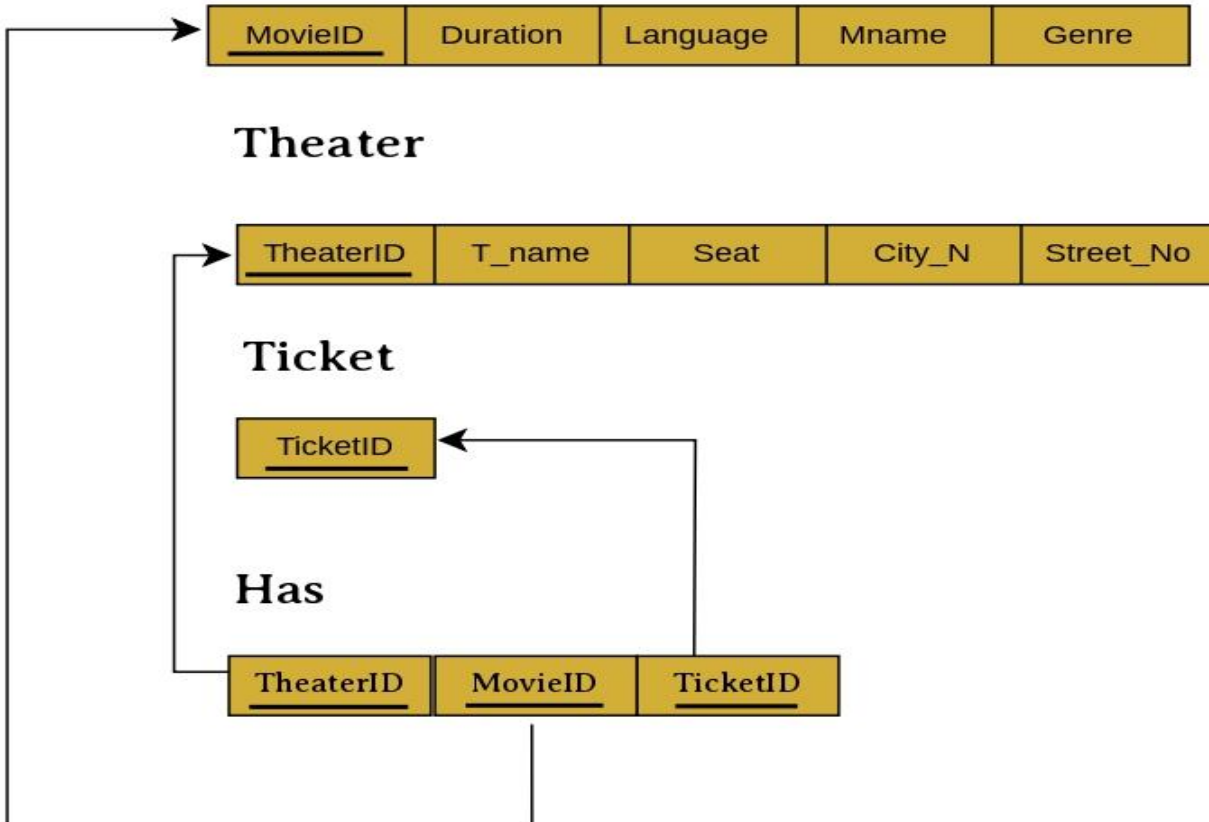 MovieID Duration Language Mname Genre
Theater
TheaterID T_name Seat City_N Street_No
Ticket
TicketID
Has
TheaterID MovieID TicketID